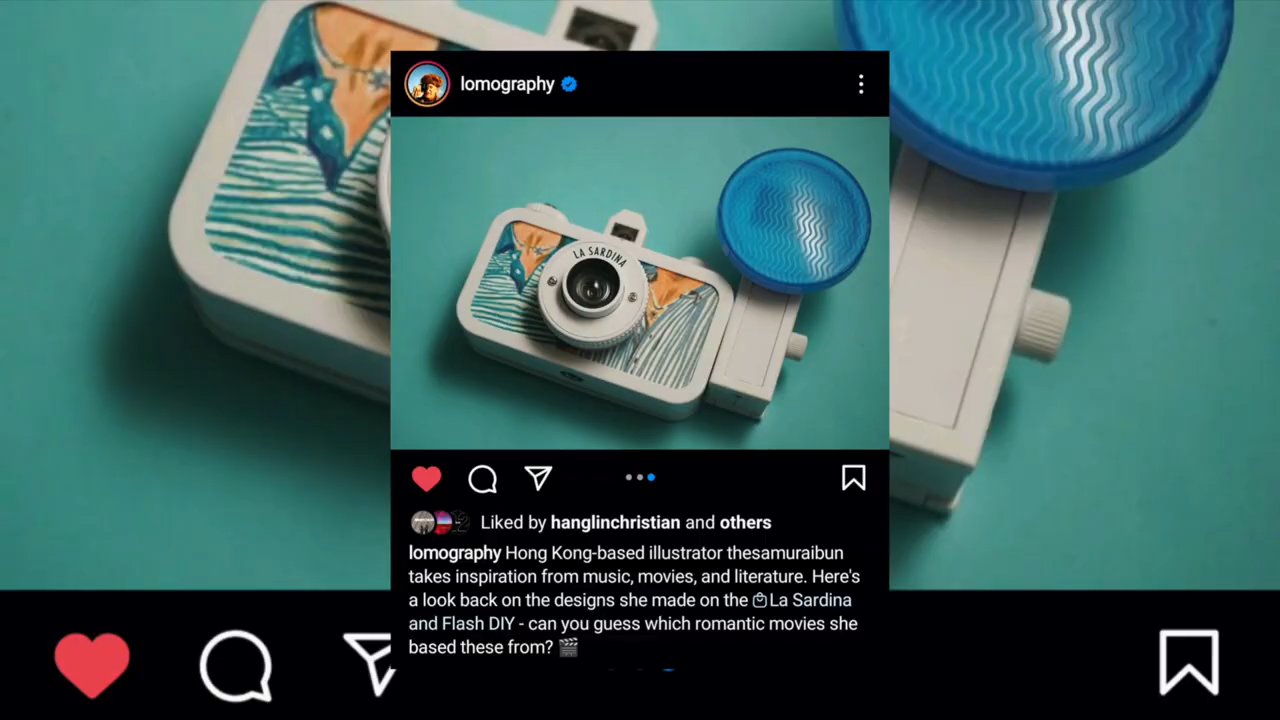 lomography
LA SARDINA
Liked by hanglinchristian and others
lomography Hong Kong-based illustrator thesamuraibun
takes inspiration from music, movies, and literature. Here's
a look back on the designs she made on the La Sardina
and Flash DIY - can you guess which romantic movies she
based these from? 🎬